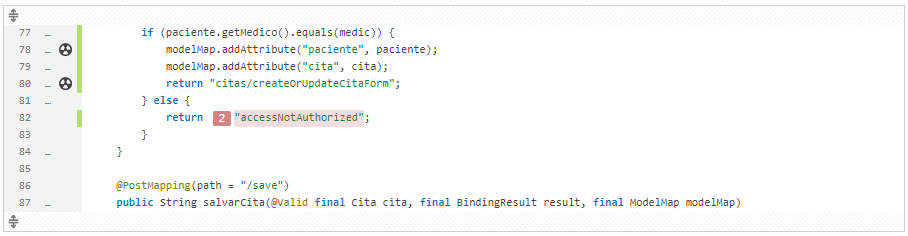 77 if (paciente.getMedico().equals(medic)) {
78 … modelMap.addAttribute("paciente", paciente);
79 … modelMap.addAttribute("cita", cita);
80 … return "citas/createOrUpdateCitaForm";
81 … } else {
82 return 2 "accessNotAuthorized";
83 }
84 … }
85
86 @PostMapping(path = "/save")
87 … public String salvarCita(@Valid final Cita cita, final BindingResult result, final ModelMap modelMap)